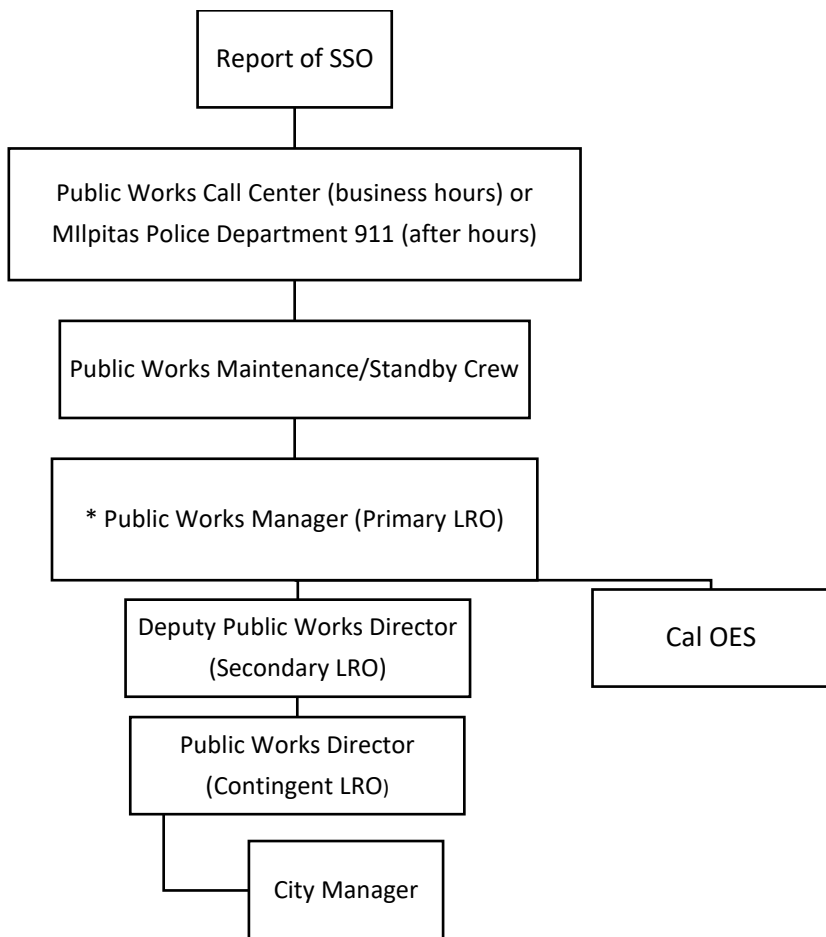 Report of SSO
Public Works Call Center (business hours) or
MIlpitas Police Department 911 (after hours)
Public Works Maintenance/Standby Crew
* Public Works Manager (Primary LRO)
Deputy Public Works Director
(Secondary LRO)
Cal OES
Public Works Director
(Contingent LRO)
City Manager